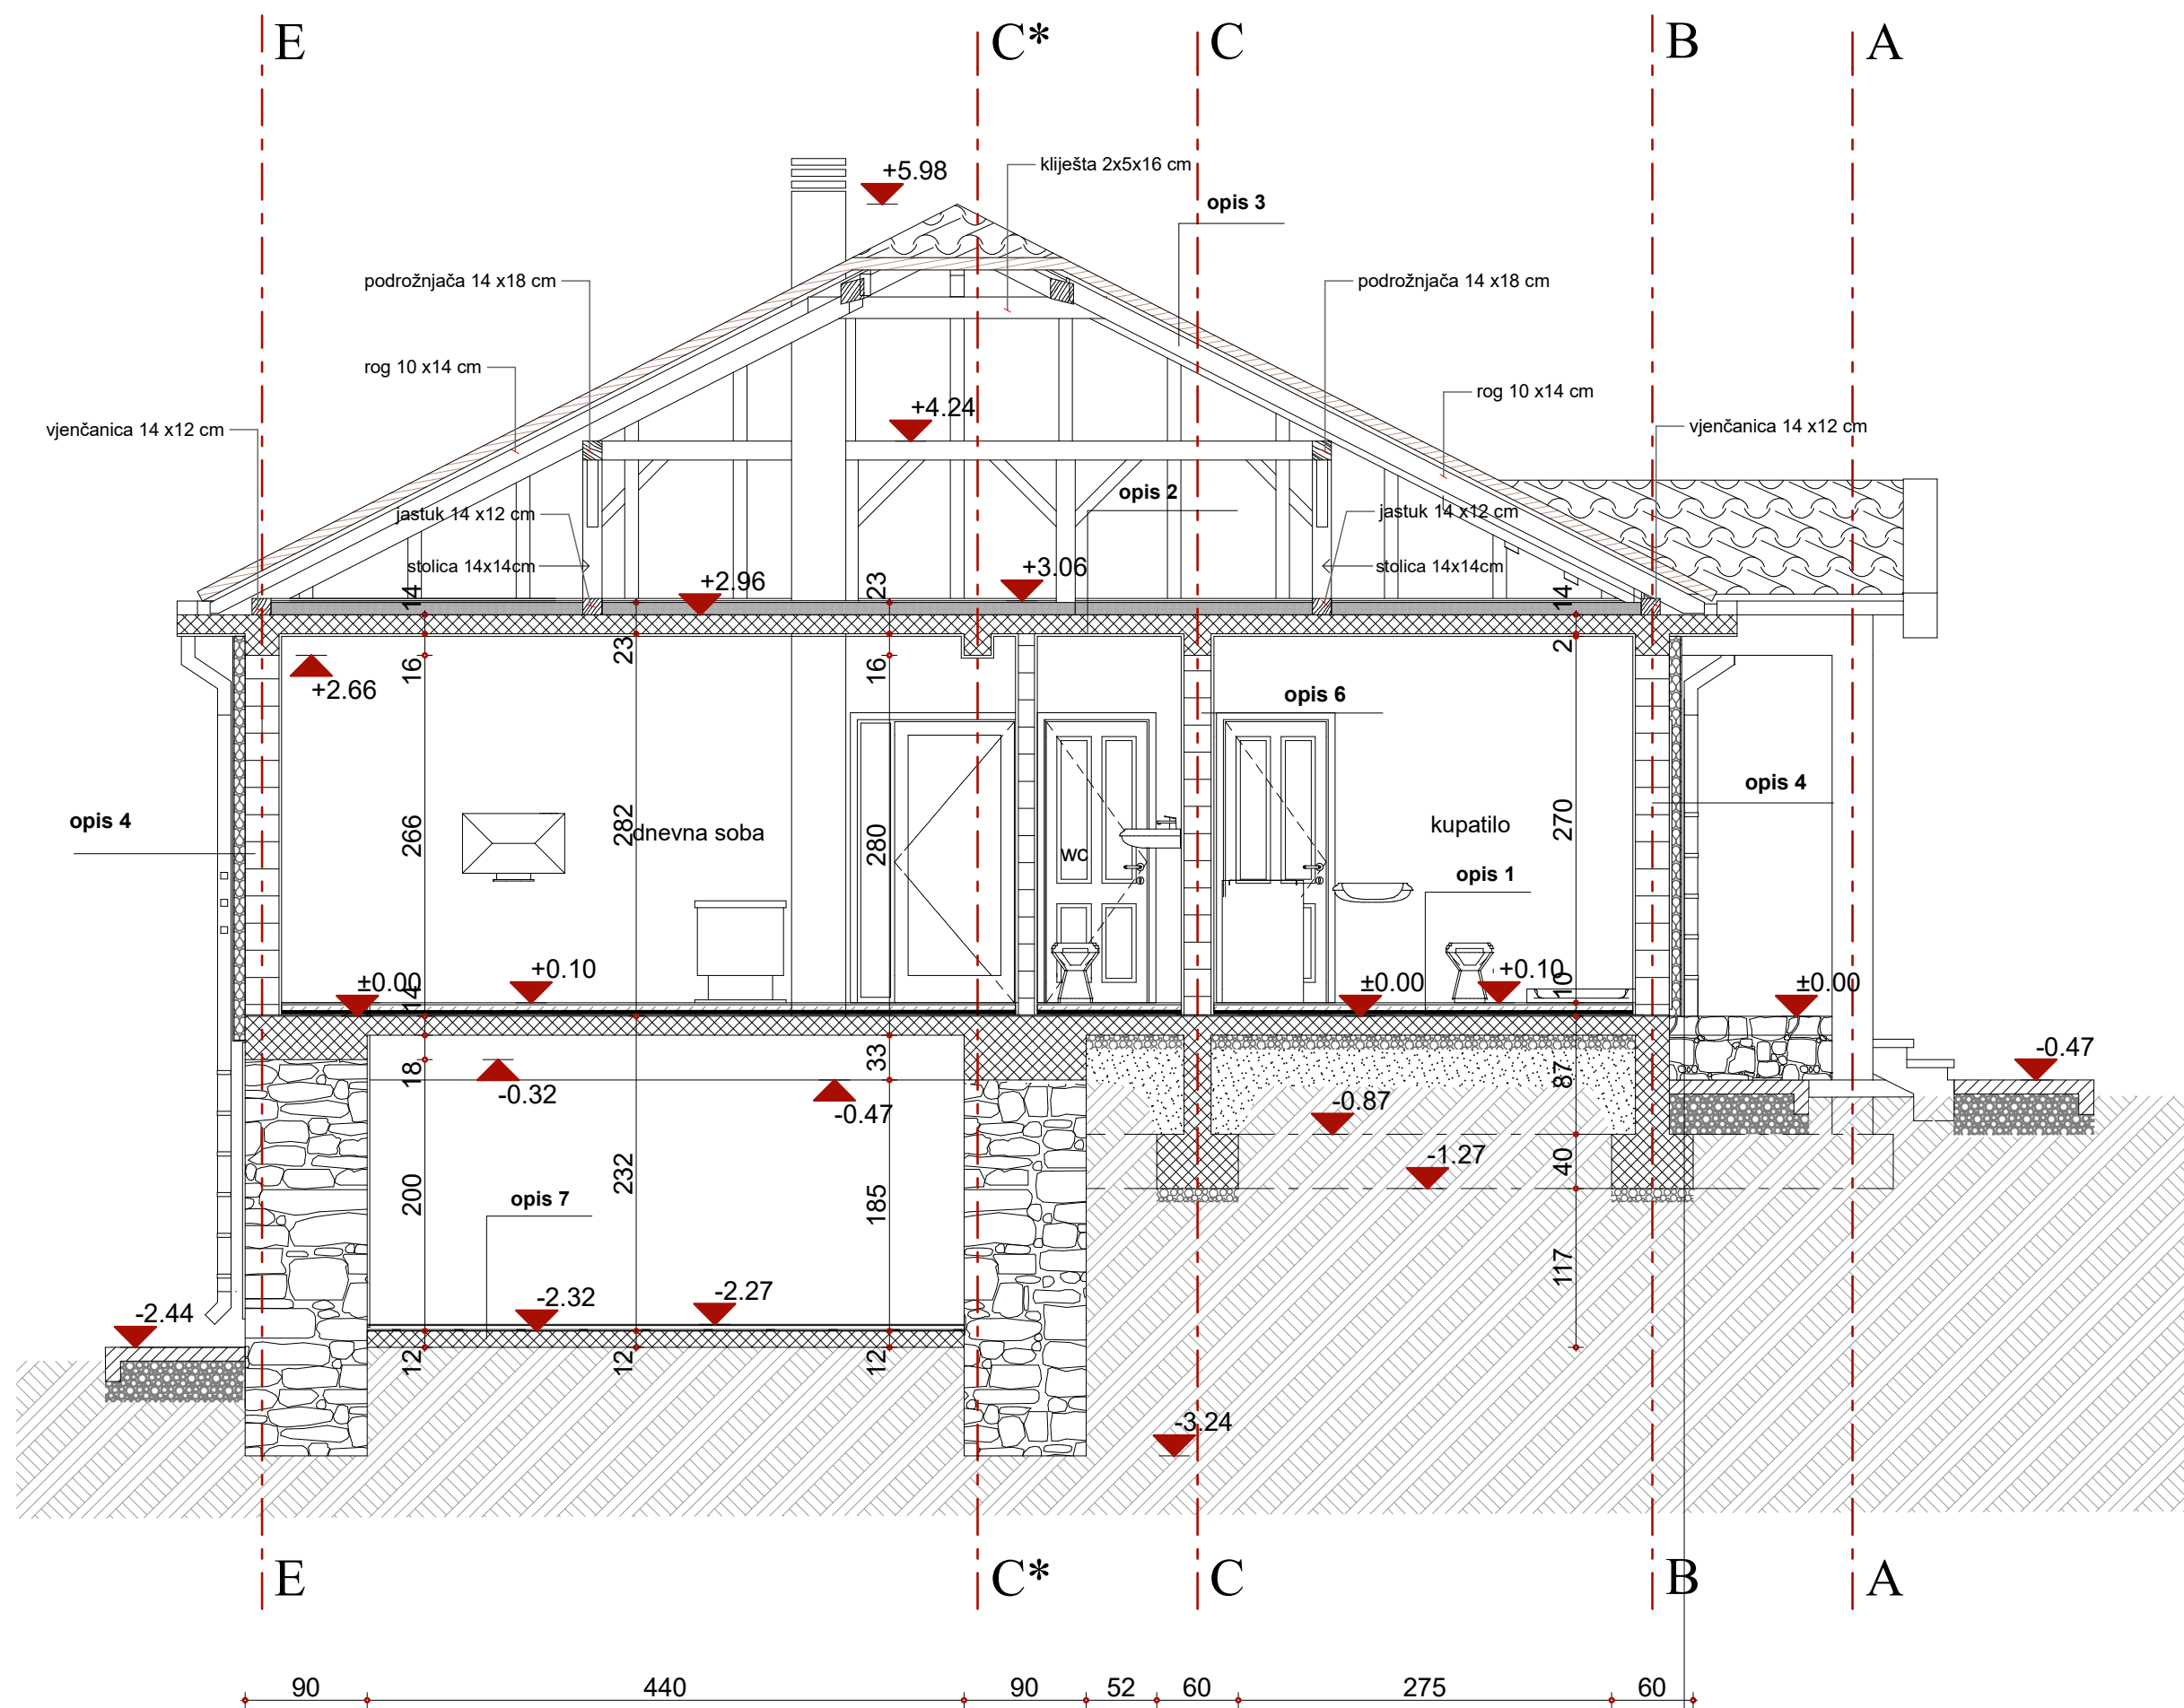 E
C*
C
B
A
+5.98
kliješta 2x5x16 cm
opis 3
podrožnjača 14 x18 cm
podrožnjača 14 x18 cm
rog 10 x14 cm
rog 10 x14 cm
+4.24
vjenčanica 14 x12 cm
vjenčanica 14 x12 cm
opis 2
jastuk 14 x12 cm
jastuk 14 x12 cm
stolica 14x14cm
stolica 14x14cm
+2.96
+3.06
14
23
14
23
2
16
16
+2.66
opis 6
opis 4
opis 4
266
282
dnevna soba
280
wc
kupatilo
270
opis 1
±0.00
14
+0.10
±0.00
+0.10
10
±0.00
18
33
87
-0.47
-0.32
-0.47
-0.87
200
232
185
-1.27
40
opis 7
117
-2.44
-2.32
-2.27
12
12
12
-3.24
E
C*
C
B
A
90
440
90
52
60
275
60